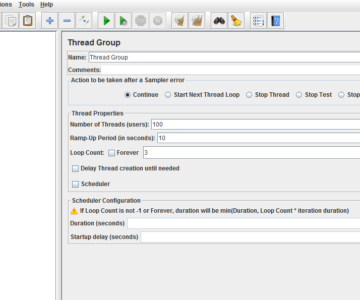 ions Tools Help
Thread Group
Name: Thread Group
Comments:
Action to be taken after a Sampler error
Continue Start Next Thread Loop Stop Thread Stop Test Stop
Thread Properties
Number of Threads (users): 100
Ramp-Up Period (in seconds): 10
Loop Count: Forever 3
Delay Thread creation until needed
Scheduler
Scheduler Configuration
If Loop Count is not -1 or Forever, duration will be min(Duration, Loop Count * iteration duration)
Duration (seconds)
Startup delay (seconds)